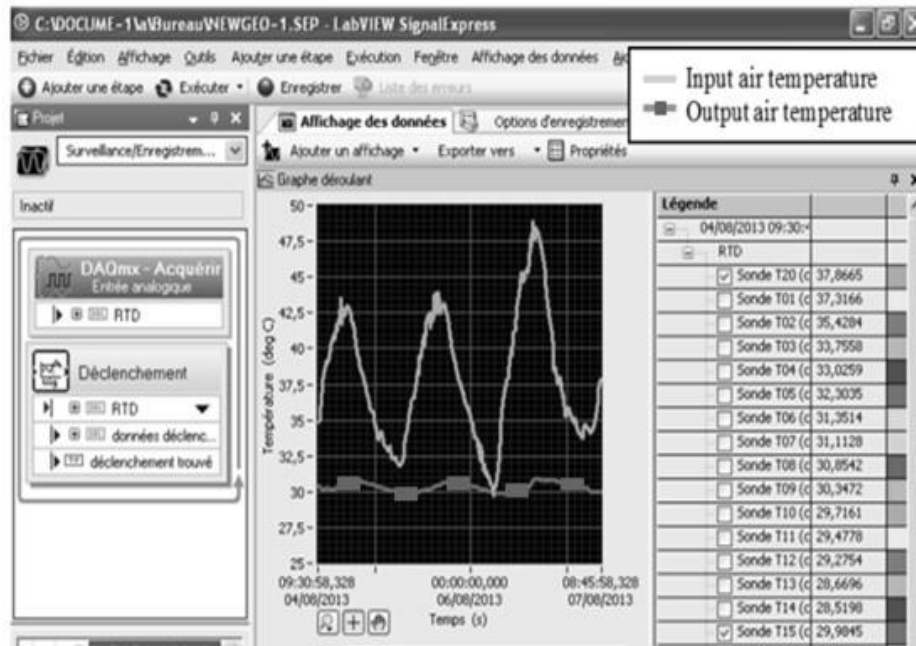 C:\DOCUME~1\a\Bureau\NEWGEO-1.SEP - LabVIEW SignalExpress
Fichier Édition Affichage Outils Ajouter une étape Exécution Fenêtre Affichage des données
Ajouter une étape Exécuter Enregistrer Liste des erreurs
Input air temperature
Output air temperature
Projet
Surveillance/Enregistrem...
Inactif
DAQmx - Acquérir
Entrée analogique
RTD
Déclenchement
RTD
données déclenc...
déclenchement trouvé
Affichage des données Options d'enregistremen
Ajouter un affichage Exporter vers Propriétés
Graphe déroulant
Température (deg C)
50
47,5
45
42,5
40
37,5
35
32,5
30
27,5
25
09:30:58,328 00:00:00,000 08:45:58,328
04/08/2013 06/08/2013 07/08/2013
Temps (s)
Légende
04/08/2013 09:30:
RTD
Sonde T20 (c 37,8665
Sonde T01 (c 37,3166
Sonde T02 (c 35,4284
Sonde T03 (c 33,7558
Sonde T04 (c 33,0259
Sonde T05 (c 32,3035
Sonde T06 (c 31,3514
Sonde T07 (c 31,1128
Sonde T08 (c 30,8542
Sonde T09 (c 30,3472
Sonde T10 (c 29,7161
Sonde T11 (c 29,4778
Sonde T12 (c 29,2754
Sonde T13 (c 28,6696
Sonde T14 (c 28,5198
Sonde T15 (c 29,9845